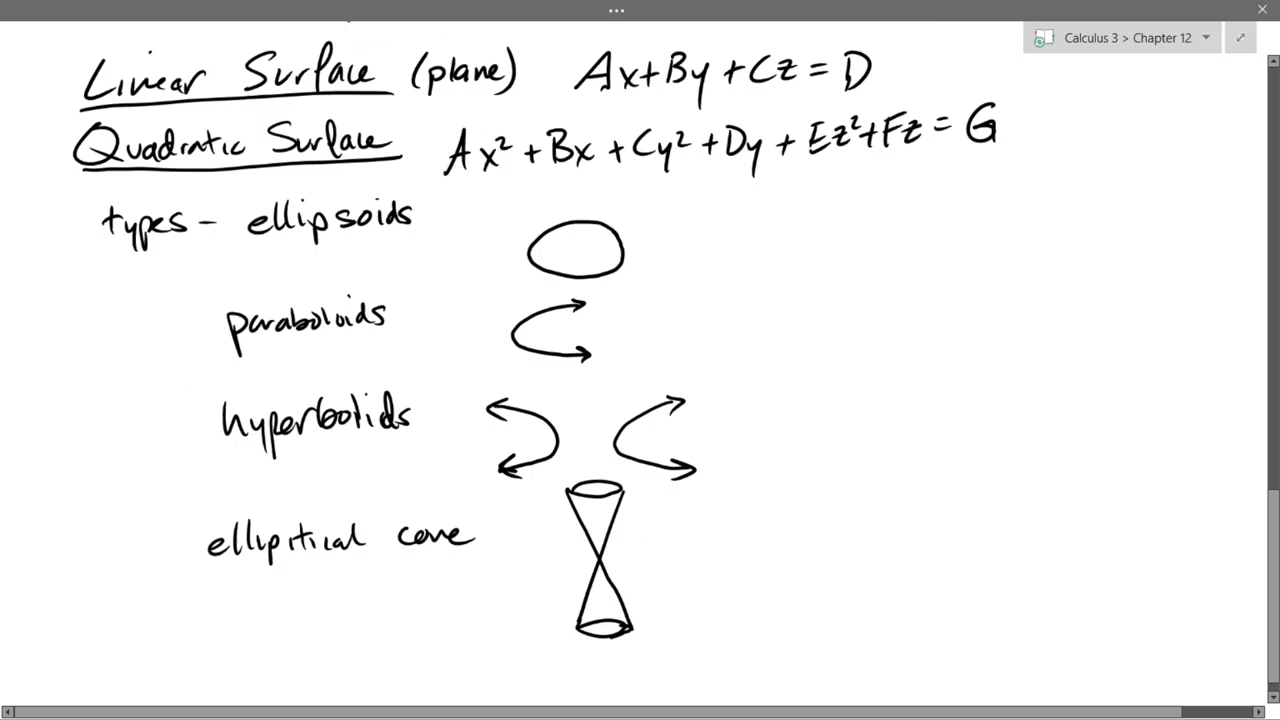 Calculus 3 > Chapter 12
Linear Surface (plane) Ax+By+Cz=D
Quadratic Surface Ax²+Bx+Cy²+Dy+Ez²+Fz=G
types - ellipsoids
paraboloids
hyperboloids
elliptical cone